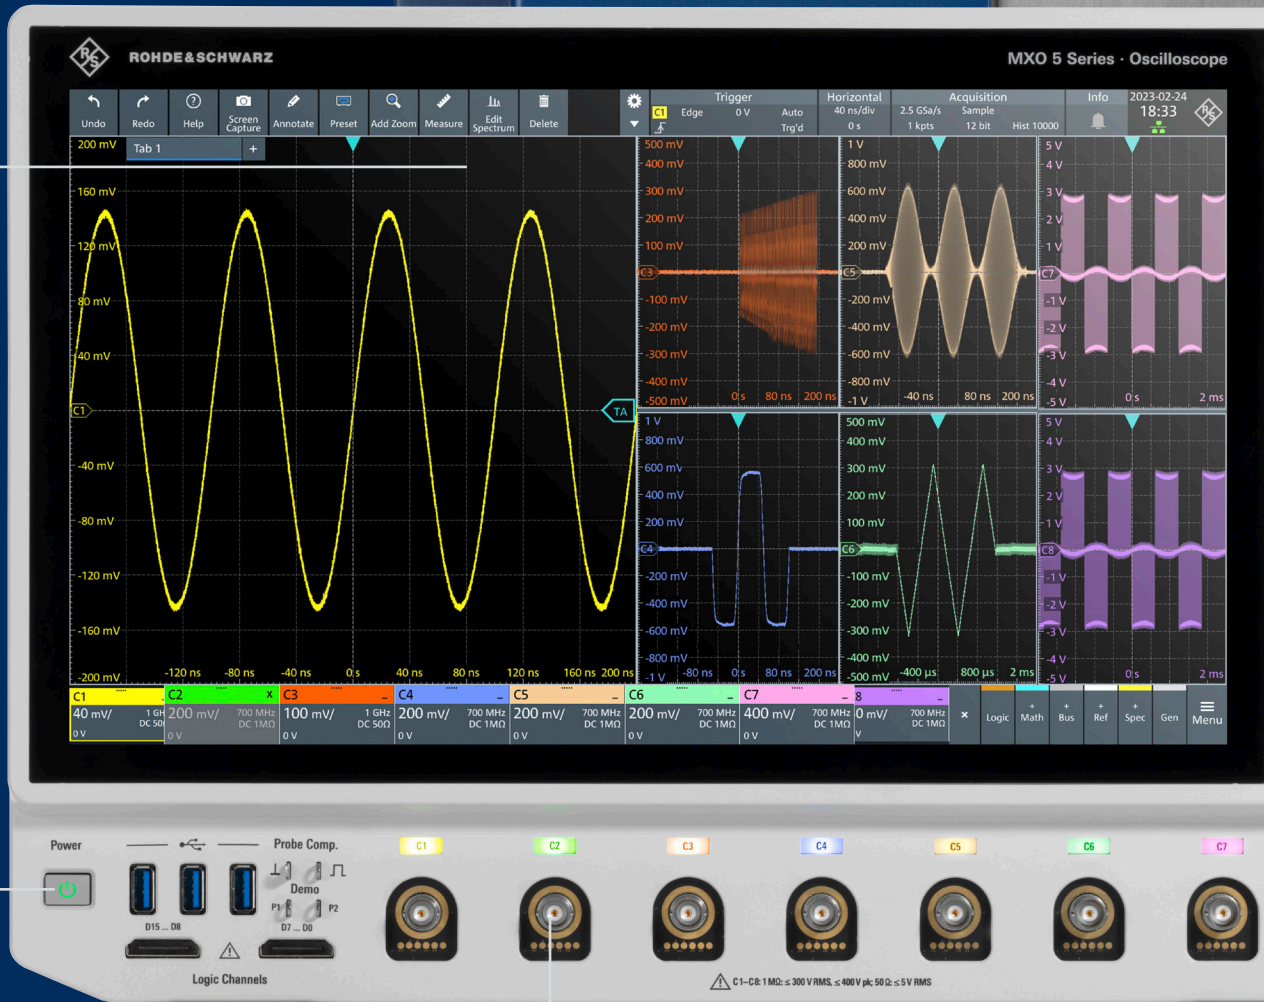 ROHDE&SCHWARZ
MXO 5 Series · Oscilloscope
Undo
Redo
Help
Screen
Capture
Annotate
Preset
Add Zoom
Measure
Edit
Spectrum
Delete
Trigger
C1 Edge 0 V Auto
Trg'd
Horizontal
40 ns/div
0 s
Acquisition
2.5 GSa/s Sample
1 kpts 12 bit Hist 10000
Info
2023-02-24
18:33
Tab 1 +
200 mV
160 mV
120 mV
80 mV
40 mV
C1
-40 mV
-80 mV
-120 mV
-160 mV
-200 mV
-120 ns -80 ns -40 ns 0 s 40 ns 80 ns 120 ns 160 ns 200 ns
TA
500 mV
400 mV
300 mV
200 mV
100 mV
C3
-100 mV
-200 mV
-300 mV
-400 mV
-500 mV
0 s 80 ns 200 ns
1 V
800 mV
600 mV
400 mV
200 mV
C5
-200 mV
-400 mV
-600 mV
-800 mV
-1 V
-40 ns 80 ns 200 ns
5 V
4 V
3 V
2 V
1 V
C7
-1 V
-2 V
-3 V
-4 V
-5 V
0 s 2 ms
1 V
800 mV
600 mV
400 mV
200 mV
C4
-200 mV
-400 mV
-600 mV
-800 mV
-1 V
-80 ns 0 s 80 ns 200 ns
500 mV
400 mV
300 mV
200 mV
100 mV
C6
-100 mV
-200 mV
-300 mV
-400 mV
-500 mV
-400 µs 800 µs 2 ms
5 V
4 V
3 V
2 V
1 V
C8
-1 V
-2 V
-3 V
-4 V
-5 V
0 s 2 ms
C1
40 mV/ 1 GH
DC 50
0 V
C2 x
200 mV/ 700 MHz
DC 1MΩ
0 V
C3
100 mV/ 1 GHz
DC 50Ω
0 V
C4
200 mV/ 700 MHz
DC 1MΩ
0 V
C5
200 mV/ 700 MHz
DC 1MΩ
0 V
C6
200 mV/ 700 MHz
DC 1MΩ
0 V
C7
400 mV/ 700 MHz
DC 1MΩ
0 V
8
0 mV/ 700 MHz
DC 1MΩ
V
x
Logic
+ Math
+ Bus
+ Ref
+ Spec
Gen
Menu
Power
Probe Comp.
Demo
P1 P2
D15 ... D8
D7 ... D0
Logic Channels
C1 C2 C3 C4 C5 C6 C7
C1–C8: 1 MΩ: ≤ 300 V RMS, ≤ 400 V pk; 50 Ω: ≤ 5 V RMS